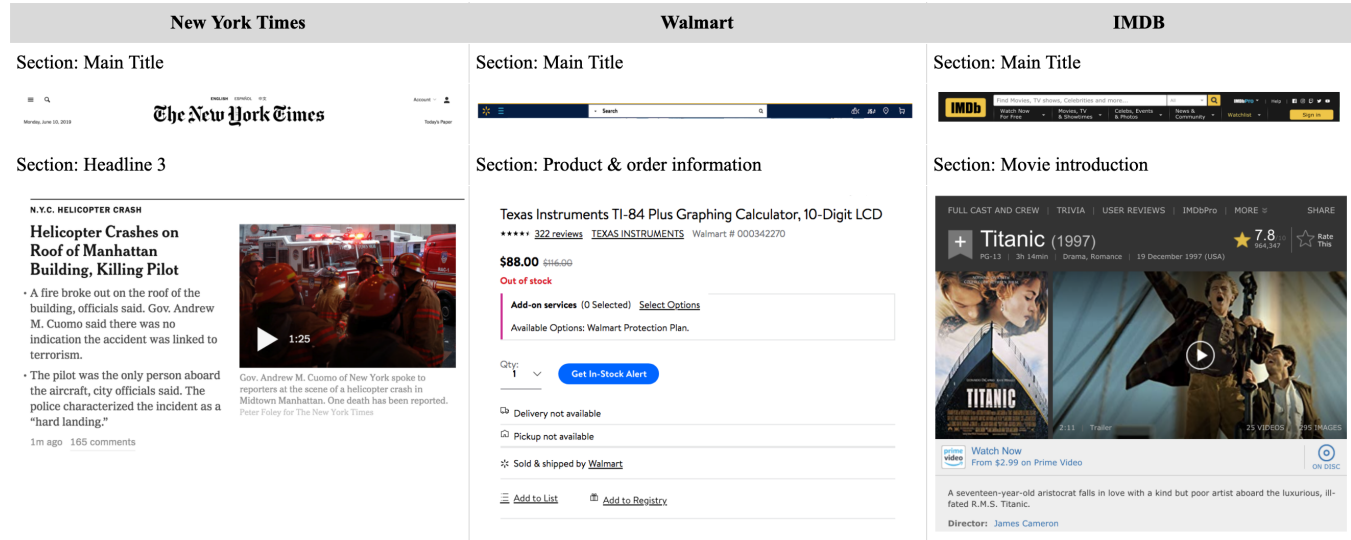 New York Times
Walmart
IMDB
Section: Main Title
Section: Main Title
Section: Main Title
ENGLISH ESPAÑOL 中文
Account
The New York Times
Monday, June 10, 2019
Today's Paper
Search
IMDb
Find Movies, TV shows, Celebrities and more...
All
IMDbPro
Help
Watch Now
For Free
Movies, TV
& Showtimes
Celebs, Events
& Photos
News &
Community
Watchlist
Sign in
Section: Headline 3
Section: Product & order information
Section: Movie introduction
N.Y.C. HELICOPTER CRASH
Helicopter Crashes on
Roof of Manhattan
Building, Killing Pilot
• A fire broke out on the roof of the
building, officials said. Gov. Andrew
M. Cuomo said there was no
indication the accident was linked to
terrorism.
• The pilot was the only person aboard
the aircraft, city officials said. The
police characterized the incident as a
“hard landing.”
1m ago 165 comments
1:25
Gov. Andrew M. Cuomo of New York spoke to
reporters at the scene of a helicopter crash in
Midtown Manhattan. One death has been reported.
Peter Foley for The New York Times
Texas Instruments TI-84 Plus Graphing Calculator, 10-Digit LCD
322 reviews TEXAS INSTRUMENTS Walmart # 000342270
$88.00 $116.00
Out of stock
Add-on services (0 Selected) Select Options
Available Options: Walmart Protection Plan.
Qty:
1
Get In-Stock Alert
Delivery not available
Pickup not available
Sold & shipped by Walmart
Add to List
Add to Registry
FULL CAST AND CREW | TRIVIA | USER REVIEWS | IMDbPro | MORE
SHARE
+ Titanic (1997)
7.8/10
964,347
Rate
This
PG-13 | 3h 14min | Drama, Romance | 19 December 1997 (USA)
TITANIC
2:11 | Trailer
25 VIDEOS | 295 IMAGES
prime
video
Watch Now
From $2.99 on Prime Video
ON DISC
A seventeen-year-old aristocrat falls in love with a kind but poor artist aboard the luxurious, ill-
fated R.M.S. Titanic.
Director: James Cameron